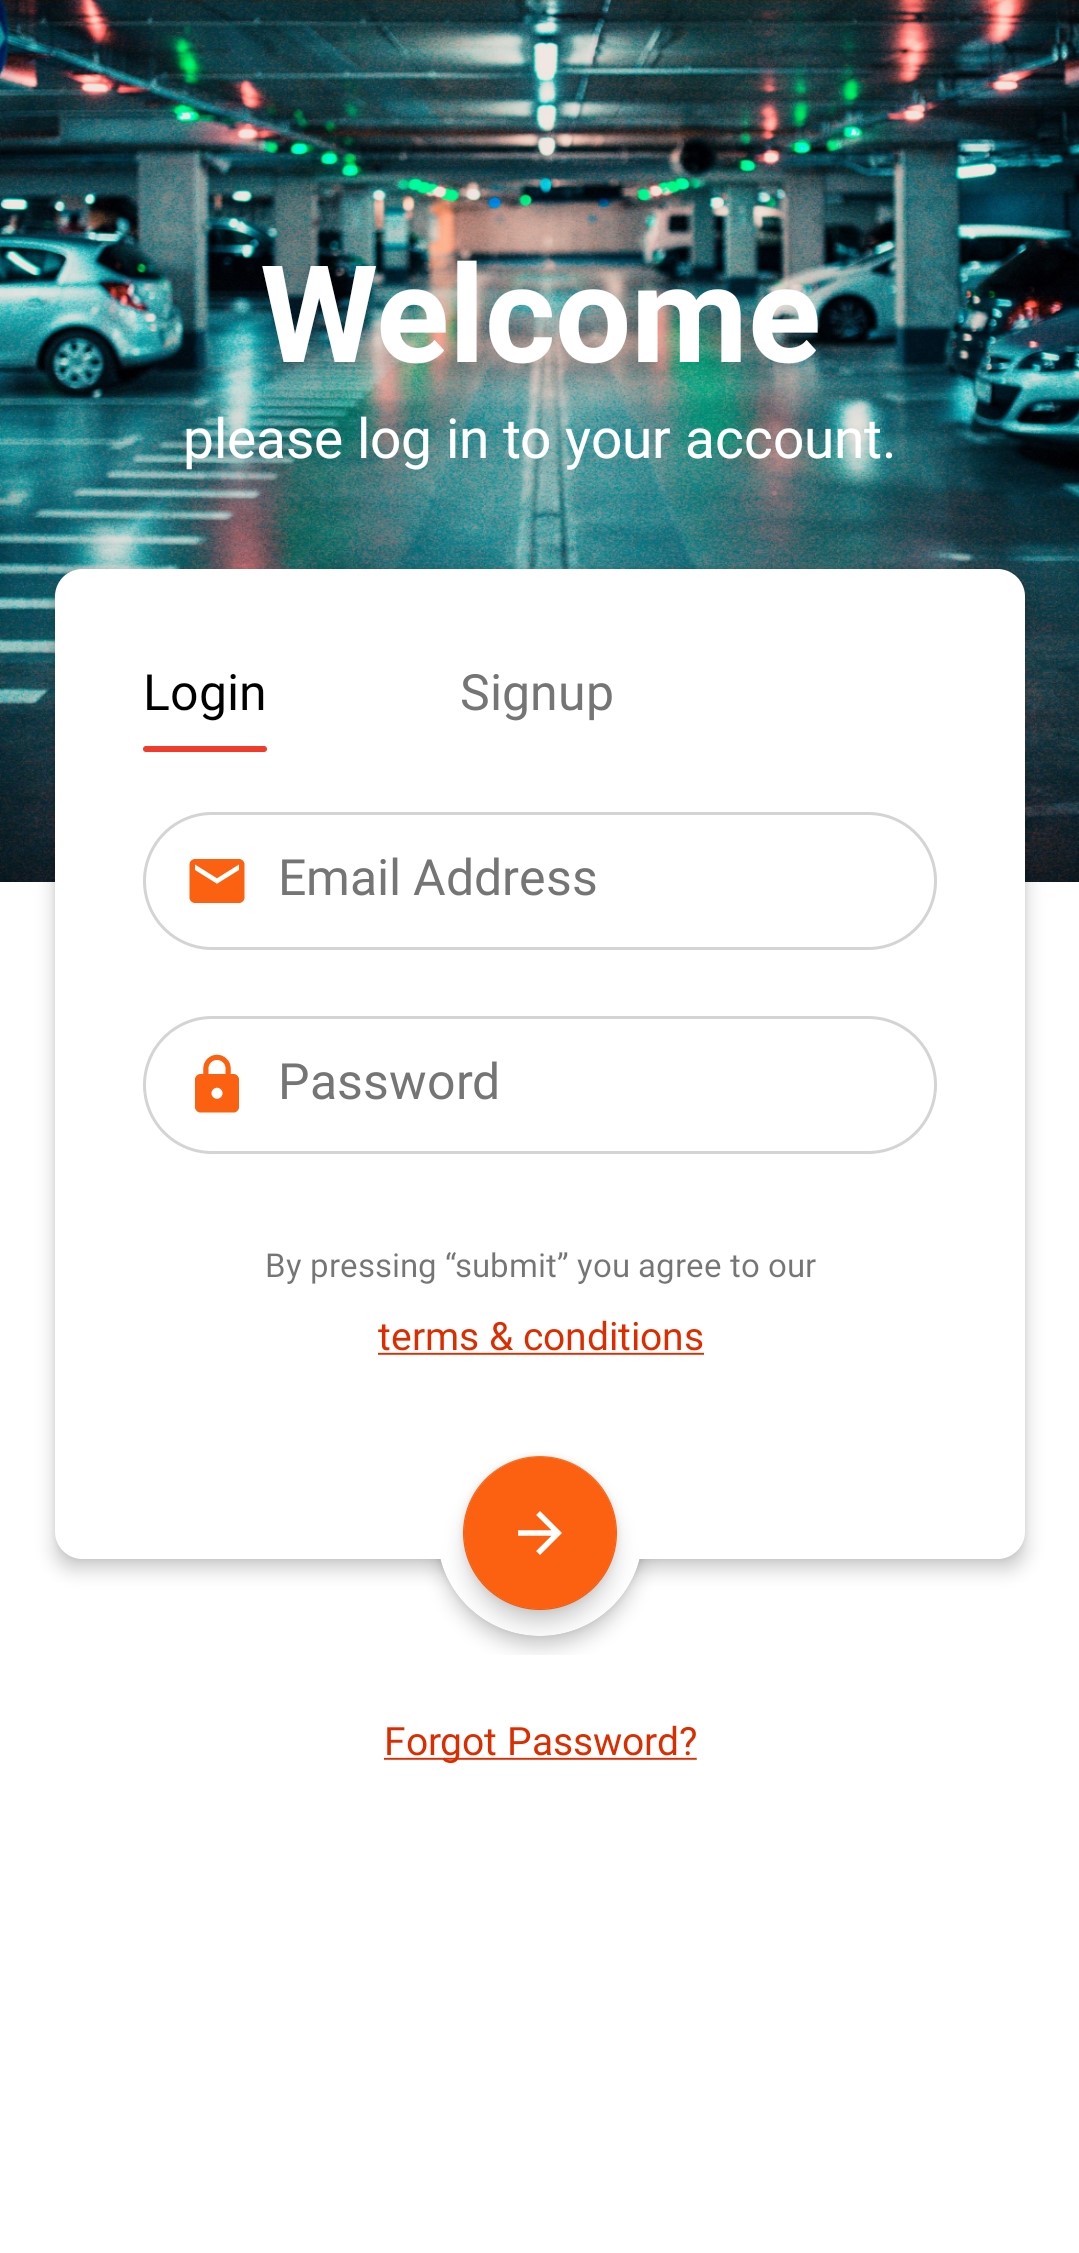 Welcome
please log in to your account.
Login
Signup
Email Address
Password
By pressing “submit” you agree to our
terms & conditions
Forgot Password?